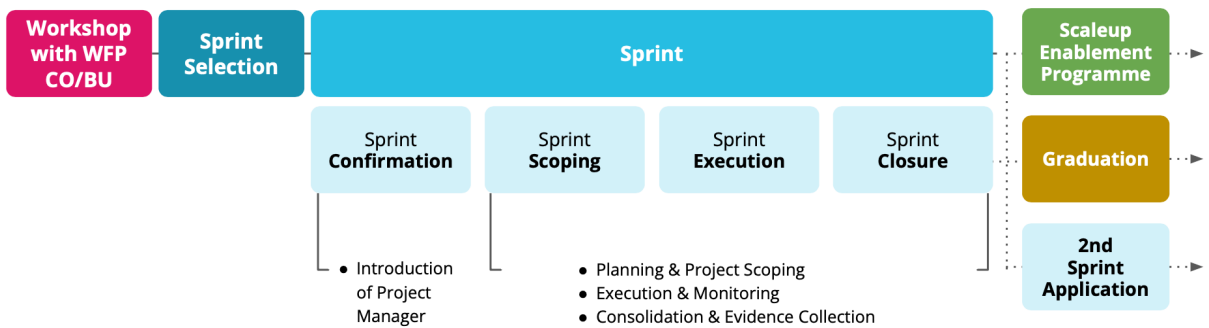 Workshop
with WFP
CO/BU
Sprint
Selection
Sprint
Scaleup
Enablement
Programme
Sprint
Confirmation
Sprint
Scoping
Sprint
Execution
Sprint
Closure
Graduation
2nd
Sprint
Application
● Introduction
of Project
Manager
● Planning & Project Scoping
● Execution & Monitoring
● Consolidation & Evidence Collection